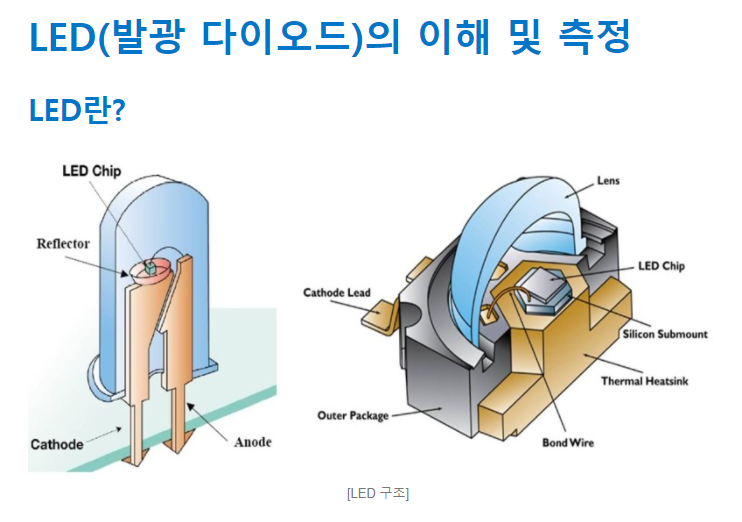 LED(발광 다이오드)의 이해 및 측정
LED란?
LED Chip
Reflector
Cathode
Anode
Lens
LED Chip
Cathode Lead
Silicon Submount
Thermal Heatsink
Outer Package
Bond Wire
[LED 구조]